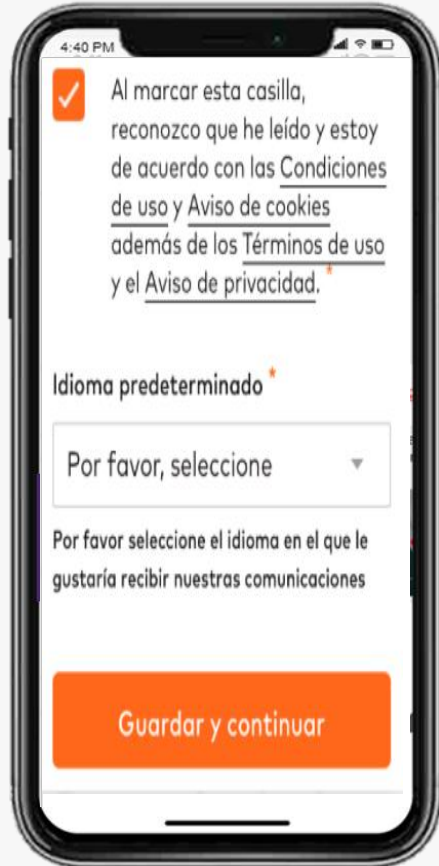 4:40 PM
Al marcar esta casilla,
reconozco que he leído y estoy
de acuerdo con las Condiciones
de uso y Aviso de cookies
además de los Términos de uso
y el Aviso de privacidad. *
Idioma predeterminado *
Por favor, seleccione
Por favor seleccione el idioma en el que le
gustaría recibir nuestras comunicaciones
Guardar y continuar